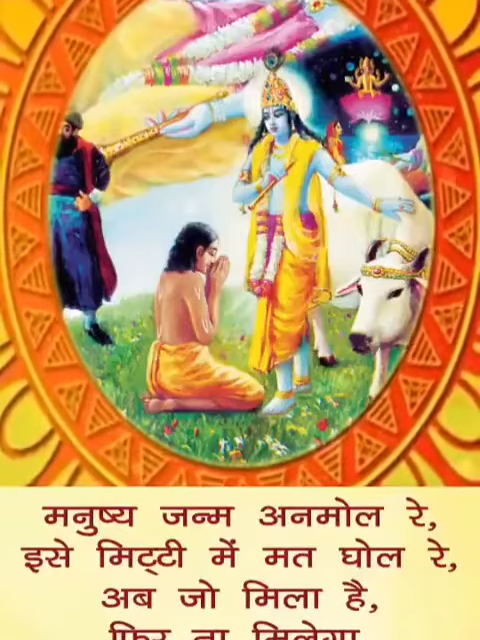 मनुष्य जन्म अनमोल रे,
इसे मिट्टी में मत घोल रे,
अब जो मिला है,
फिर ना मिलेगा